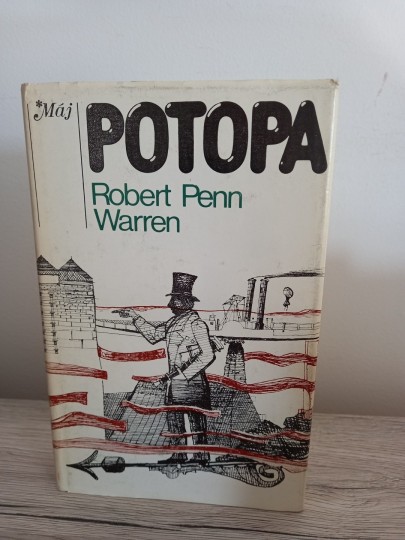 *Máj
POTOPA
Robert Penn
Warren